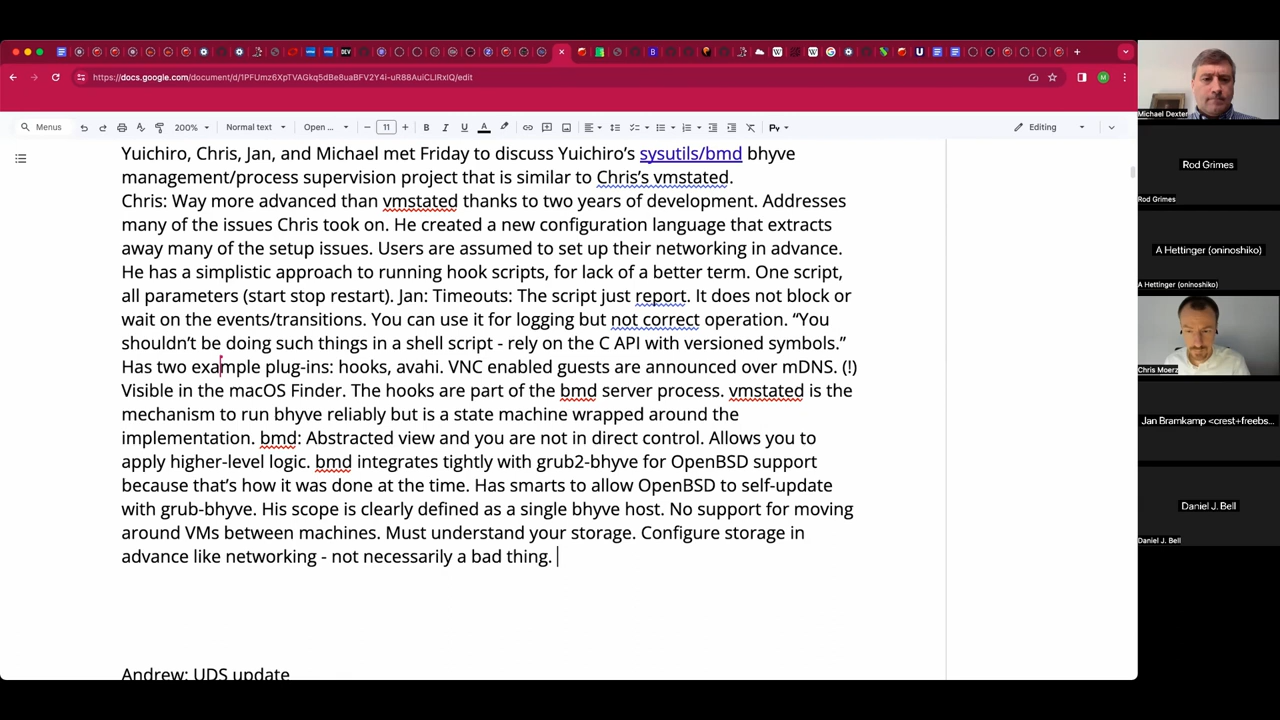 https://docs.google.com/document/d/1PFUmz6XpTVAGkq5dBe8uaBFV2Y4i-uR88AuiCLlRxlQ/edit
Menus
200%
Normal text
Open ...
11
Editing
Yuichiro, Chris, Jan, and Michael met Friday to discuss Yuichiro’s sysutils/bmd bhyve
management/process supervision project that is similar to Chris’s vmstated.
Chris: Way more advanced than vmstated thanks to two years of development. Addresses
many of the issues Chris took on. He created a new configuration language that extracts
away many of the setup issues. Users are assumed to set up their networking in advance.
He has a simplistic approach to running hook scripts, for lack of a better term. One script,
all parameters (start stop restart). Jan: Timeouts: The script just report. It does not block or
wait on the events/transitions. You can use it for logging but not correct operation. “You
shouldn’t be doing such things in a shell script - rely on the C API with versioned symbols.”
Has two example plug-ins: hooks, avahi. VNC enabled guests are announced over mDNS. (!)
Visible in the macOS Finder. The hooks are part of the bmd server process. vmstated is the
mechanism to run bhyve reliably but is a state machine wrapped around the
implementation. bmd: Abstracted view and you are not in direct control. Allows you to
apply higher-level logic. bmd integrates tightly with grub2-bhyve for OpenBSD support
because that’s how it was done at the time. Has smarts to allow OpenBSD to self-update
with grub-bhyve. His scope is clearly defined as a single bhyve host. No support for moving
around VMs between machines. Must understand your storage. Configure storage in
advance like networking - not necessarily a bad thing.
Andrew: UDS update
Michael Dexter
Rod Grimes
Rod Grimes
A Hettinger (oninoshiko)
A Hettinger (oninoshiko)
Chris Moerz
Jan Bramkamp <crest+freebs...
Daniel J. Bell
Daniel J. Bell